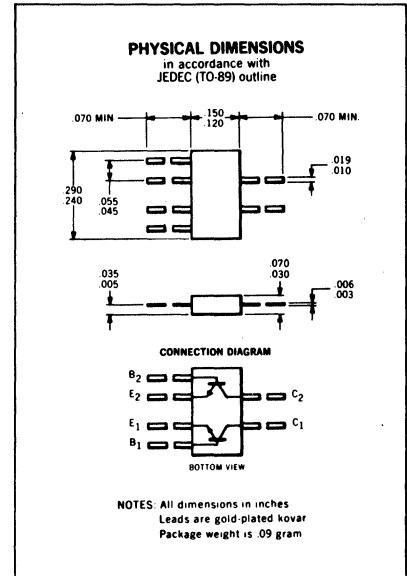 PHYSICAL DIMENSIONS
in accordance with
JEDEC (TO-89) outline
.070 MIN
.150
.120
.070 MIN.
.290
.240
.055
.045
.019
.010
.035
.005
.070
.030
.006
.003
CONNECTION DIAGRAM
B2
E2
C2
E1
C1
B1
BOTTOM VIEW
NOTES: All dimensions in inches
Leads are gold-plated kovar
Package weight is .09 gram